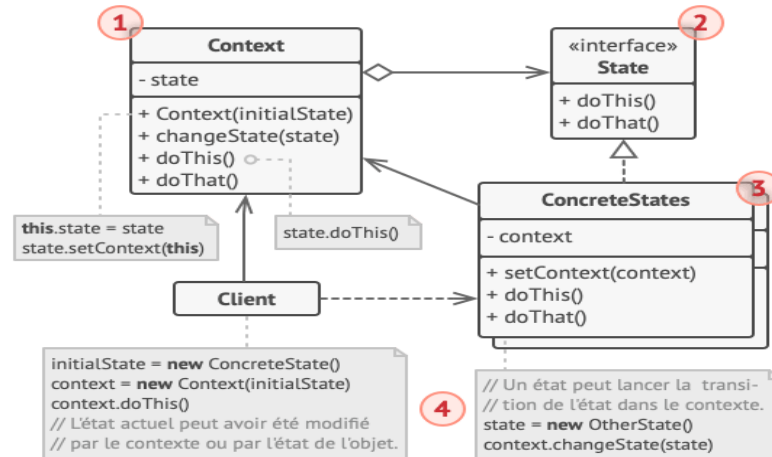 1
Context
- state
+ Context(initialState)
+ changeState(state)
+ doThis()
+ doThat()
this.state = state
state.setContext(this)
state.doThis()
2
«interface»
State
+ doThis()
+ doThat()
3
ConcreteStates
- context
+ setContext(context)
+ doThis()
+ doThat()
Client
initialState = new ConcreteState()
context = new Context(initialState)
context.doThis()
// L'état actuel peut avoir été modifié
// par le contexte ou par l'état de l'objet.
4
// Un état peut lancer la transi-
// tion de l'état dans le contexte.
state = new OtherState()
context.changeState(state)